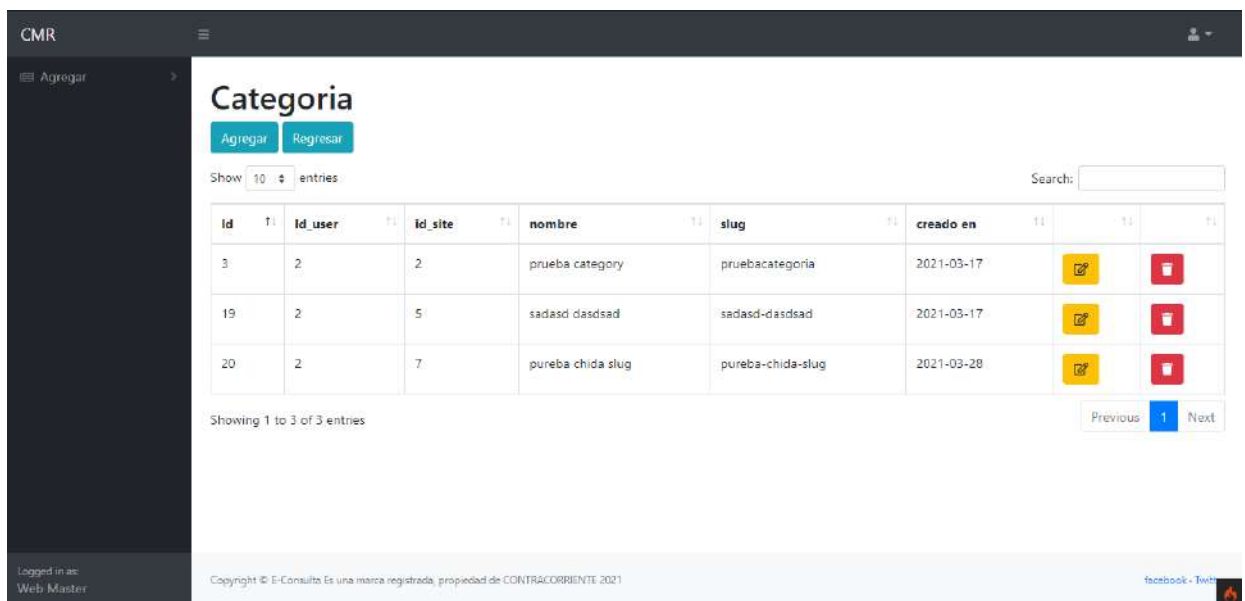 CMR
Agregar
Categoria
Agregar Regresar
Show 10 entries Search:
Id Id_user id_site nombre slug creado en
3 2 2 prueba category pruebacategoria 2021-03-17
19 2 5 sadasd dasdsad sadasd-dasdsad 2021-03-17
20 2 7 pureba chida slug pureba-chida-slug 2021-03-28
Showing 1 to 3 of 3 entries Previous 1 Next
Logged in as:
Web Master
Copyright © E-Consulta Es una marca registrada, propiedad de CONTRACORRIENTE 2021 facebook -